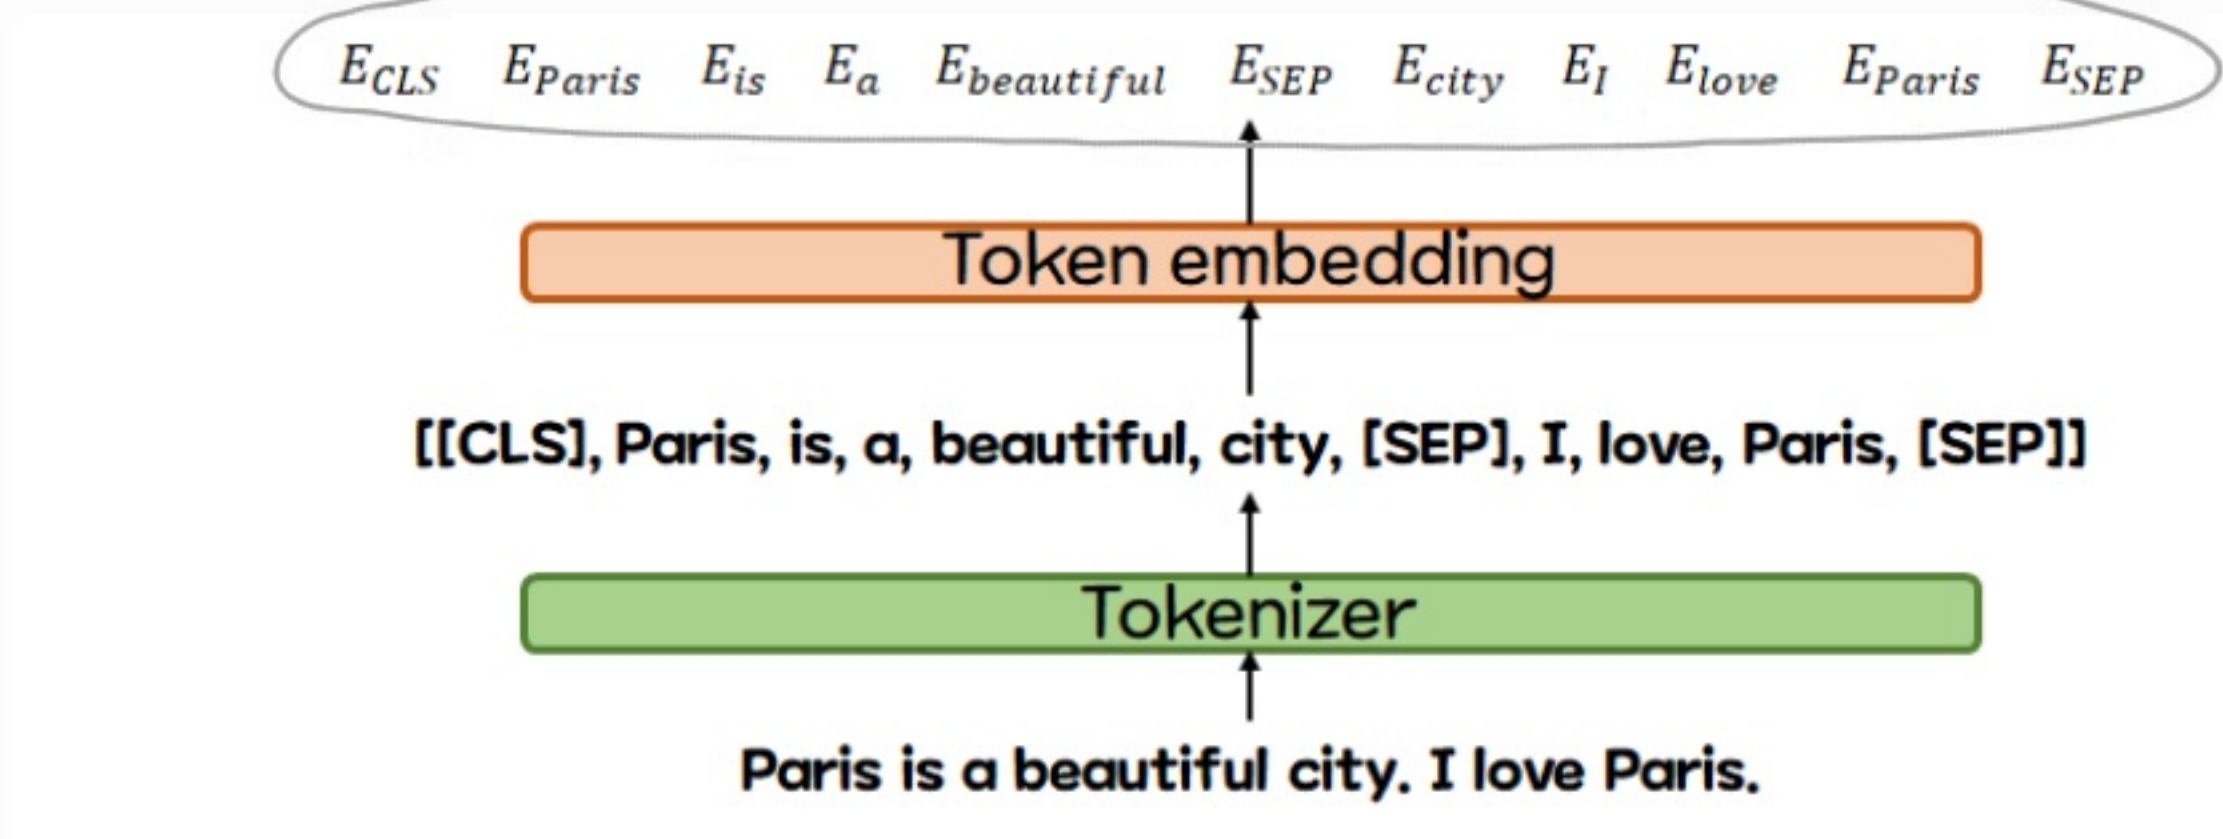 E_CLS E_Paris E_is E_a E_beautiful E_SEP E_city E_I E_love E_Paris E_SEP
Token embedding
[[CLS], Paris, is, a, beautiful, city, [SEP], I, love, Paris, [SEP]]
Tokenizer
Paris is a beautiful city. I love Paris.